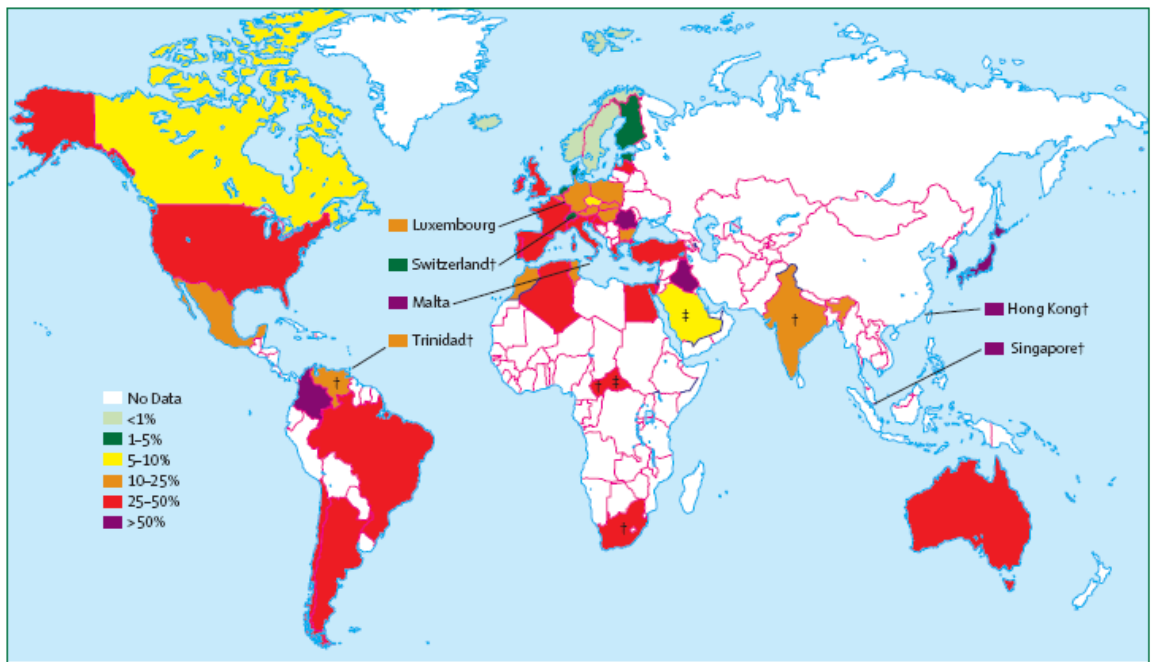 Luxembourg
Switzerland†
Malta
Trinidad†
Hong Kong†
Singapore†
‡
†
†
†
‡
†
No Data
<1%
1–5%
5–10%
10–25%
25–50%
>50%